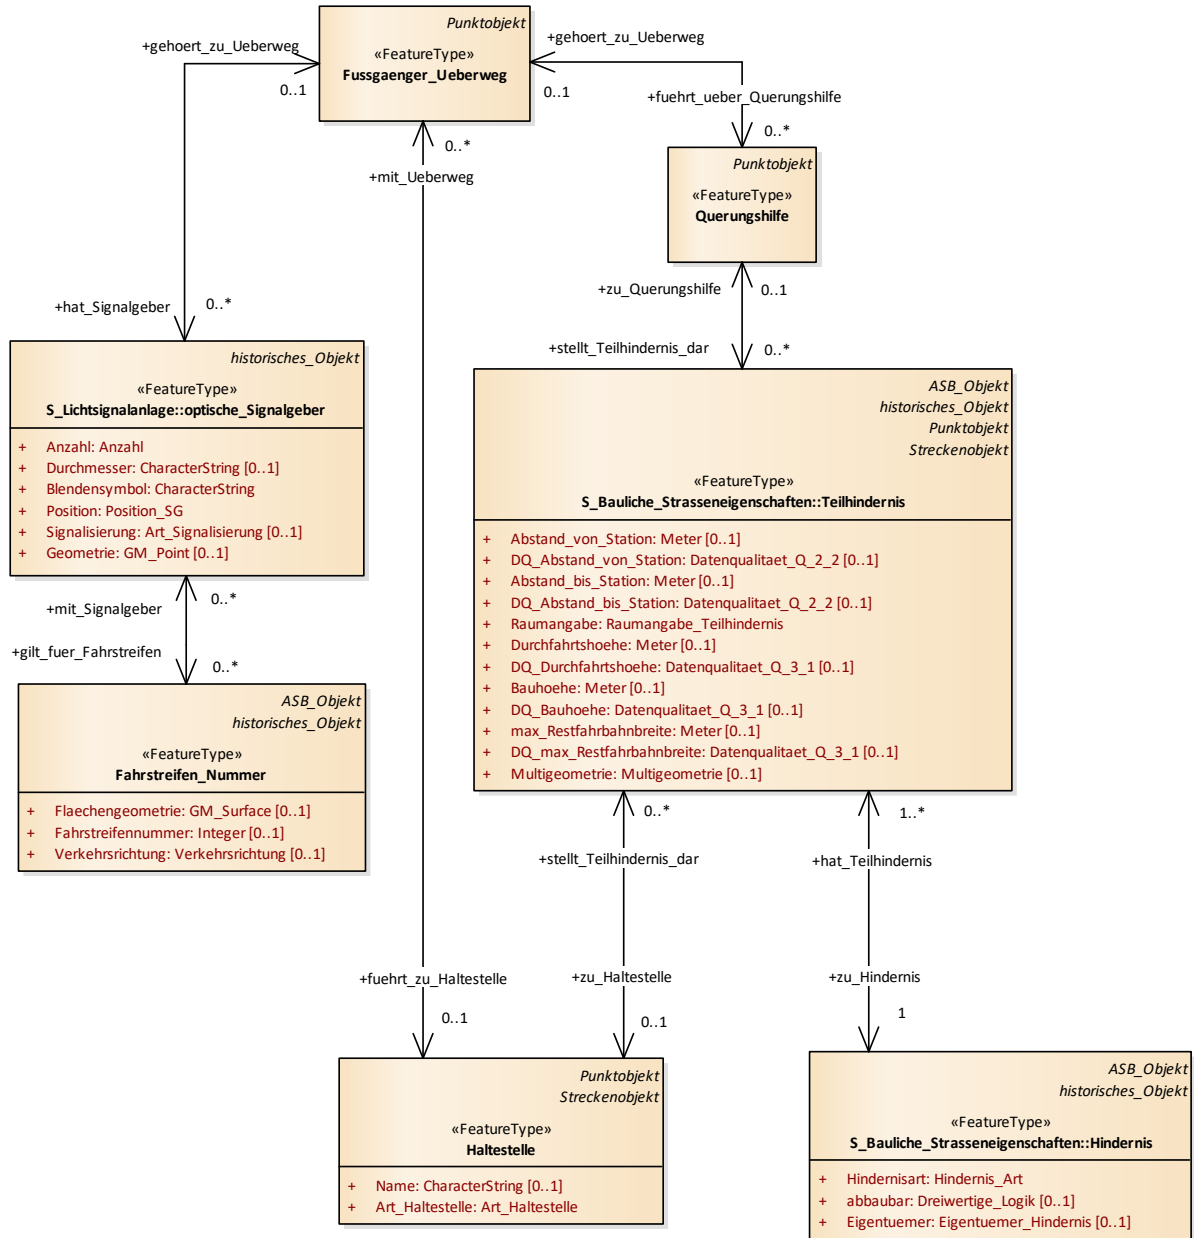 Punktobjekt
«FeatureType»
Fussgaenger_Ueberweg
+gehoert_zu_Ueberweg
0..1
+gehoert_zu_Ueberweg
0..1
+fuehrt_ueber_Querungshilfe
0..*
0..*
+mit_Ueberweg
Punktobjekt
«FeatureType»
Querungshilfe
+zu_Querungshilfe
0..1
+hat_Signalgeber
0..*
+stellt_Teilhindernis_dar
0..*
historisches_Objekt
«FeatureType»
S_Lichtsignalanlage::optische_Signalgeber
+ Anzahl: Anzahl
+ Durchmesser: CharacterString [0..1]
+ Blendensymbol: CharacterString
+ Position: Position_SG
+ Signalisierung: Art_Signalisierung [0..1]
+ Geometrie: GM_Point [0..1]
ASB_Objekt
historisches_Objekt
Punktobjekt
Streckenobjekt
«FeatureType»
S_Bauliche_Strasseneigenschaften::Teilhindernis
+ Abstand_von_Station: Meter [0..1]
+ DQ_Abstand_von_Station: Datenqualitaet_Q_2_2 [0..1]
+ Abstand_bis_Station: Meter [0..1]
+ DQ_Abstand_bis_Station: Datenqualitaet_Q_2_2 [0..1]
+ Raumangabe: Raumangabe_Teilhindernis
+ Durchfahrtshoehe: Meter [0..1]
+ DQ_Durchfahrtshoehe: Datenqualitaet_Q_3_1 [0..1]
+ Bauhoehe: Meter [0..1]
+ DQ_Bauhoehe: Datenqualitaet_Q_3_1 [0..1]
+ max_Restfahrbahnbreite: Meter [0..1]
+ DQ_max_Restfahrbahnbreite: Datenqualitaet_Q_3_1 [0..1]
+ Multigeometrie: Multigeometrie [0..1]
+mit_Signalgeber
0..*
+gilt_fuer_Fahrstreifen
0..*
ASB_Objekt
historisches_Objekt
«FeatureType»
Fahrstreifen_Nummer
+ Flaechengeometrie: GM_Surface [0..1]
+ Fahrstreifennummer: Integer [0..1]
+ Verkehrsrichtung: Verkehrsrichtung [0..1]
0..*
+stellt_Teilhindernis_dar
1..*
+hat_Teilhindernis
+fuehrt_zu_Haltestelle
0..1
+zu_Haltestelle
0..1
+zu_Hindernis
1
Punktobjekt
Streckenobjekt
«FeatureType»
Haltestelle
+ Name: CharacterString [0..1]
+ Art_Haltestelle: Art_Haltestelle
ASB_Objekt
historisches_Objekt
«FeatureType»
S_Bauliche_Strasseneigenschaften::Hindernis
+ Hindernisart: Hindernis_Art
+ abbaubar: Dreiwertige_Logik [0..1]
+ Eigentuemer: Eigentuemer_Hindernis [0..1]